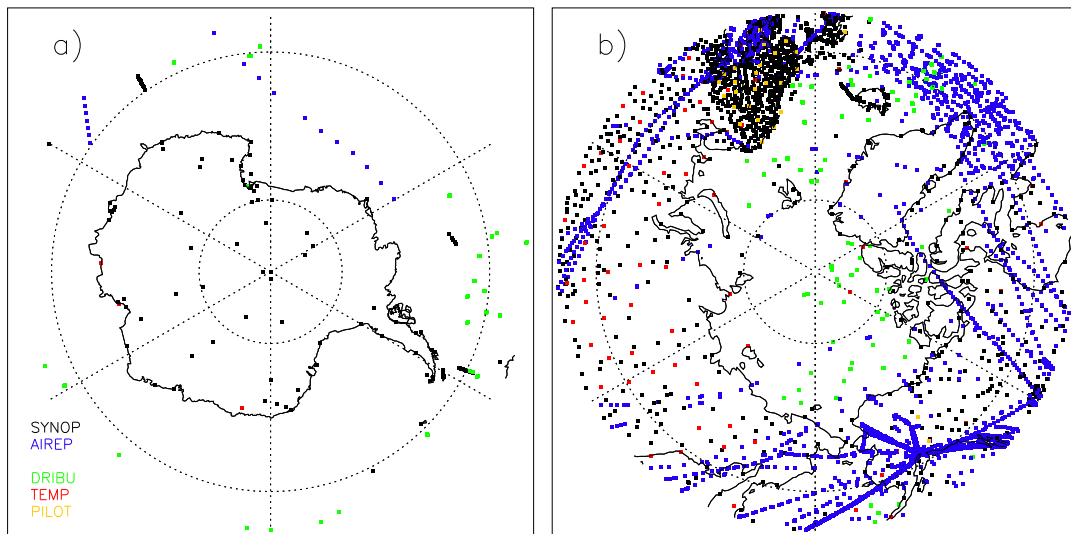 a)
b)
SYNOP
AIREP
DRIBU
TEMP
PILOT